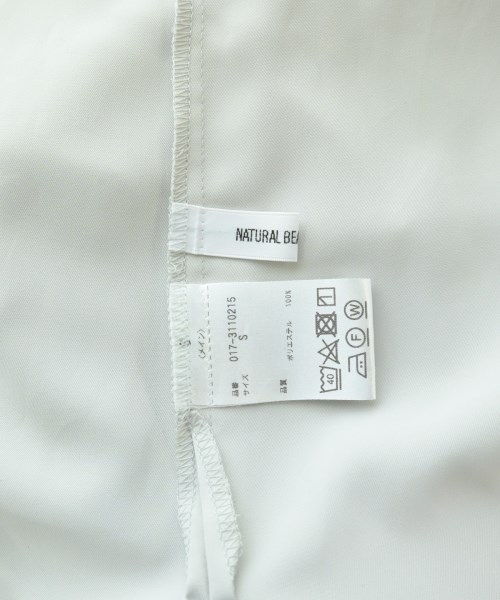 NATURAL BEA
(メイン)
品番 017-3110215
サイズ S
品質 ポリエステル 100%
40
F W